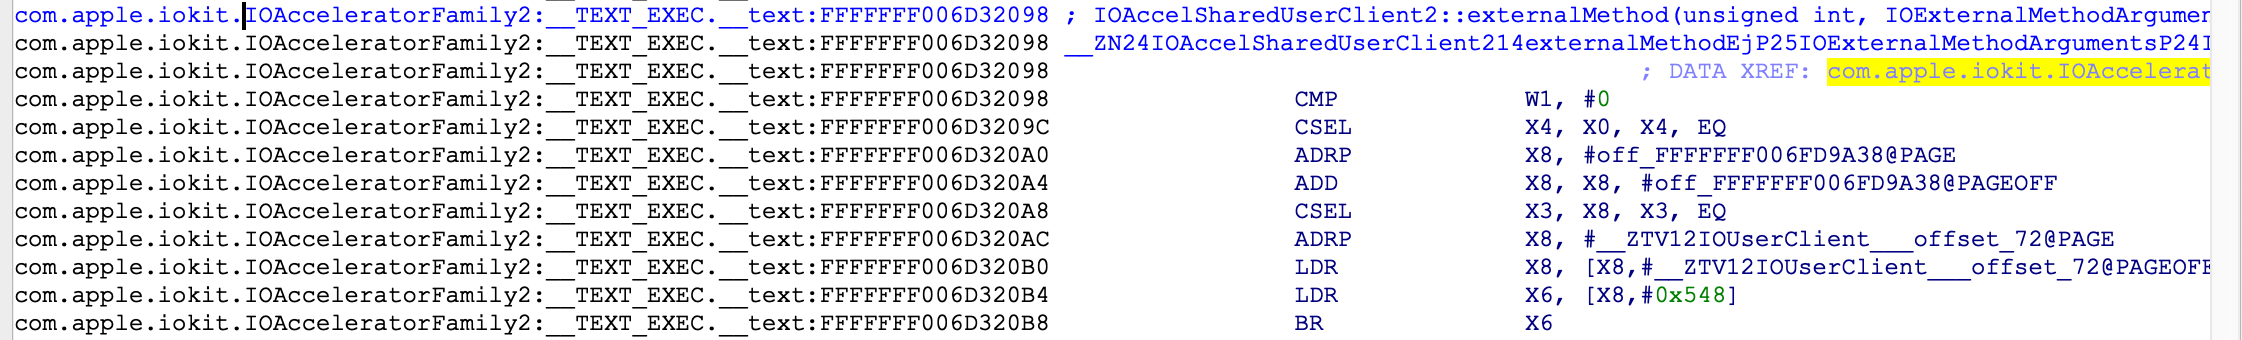 com.apple.iokit.IOAcceleratorFamily2:__TEXT_EXEC.__text:FFFFFFF006D32098 ; IOAccelSharedUserClient2::externalMethod(unsigned int, IOExternalMethodArgumen
com.apple.iokit.IOAcceleratorFamily2:__TEXT_EXEC.__text:FFFFFFF006D32098 __ZN24IOAccelSharedUserClient214externalMethodEjP25IOExternalMethodArgumentsP24I
com.apple.iokit.IOAcceleratorFamily2:__TEXT_EXEC.__text:FFFFFFF006D32098 ; DATA XREF: com.apple.iokit.IOAccelerat
com.apple.iokit.IOAcceleratorFamily2:__TEXT_EXEC.__text:FFFFFFF006D32098 CMP W1, #0
com.apple.iokit.IOAcceleratorFamily2:__TEXT_EXEC.__text:FFFFFFF006D3209C CSEL X4, X0, X4, EQ
com.apple.iokit.IOAcceleratorFamily2:__TEXT_EXEC.__text:FFFFFFF006D320A0 ADRP X8, #off_FFFFFFF006FD9A38@PAGE
com.apple.iokit.IOAcceleratorFamily2:__TEXT_EXEC.__text:FFFFFFF006D320A4 ADD X8, X8, #off_FFFFFFF006FD9A38@PAGEOFF
com.apple.iokit.IOAcceleratorFamily2:__TEXT_EXEC.__text:FFFFFFF006D320A8 CSEL X3, X8, X3, EQ
com.apple.iokit.IOAcceleratorFamily2:__TEXT_EXEC.__text:FFFFFFF006D320AC ADRP X8, #__ZTV12IOUserClient___offset_72@PAGE
com.apple.iokit.IOAcceleratorFamily2:__TEXT_EXEC.__text:FFFFFFF006D320B0 LDR X8, [X8,#__ZTV12IOUserClient___offset_72@PAGEOFF
com.apple.iokit.IOAcceleratorFamily2:__TEXT_EXEC.__text:FFFFFFF006D320B4 LDR X6, [X8,#0x548]
com.apple.iokit.IOAcceleratorFamily2:__TEXT_EXEC.__text:FFFFFFF006D320B8 BR X6